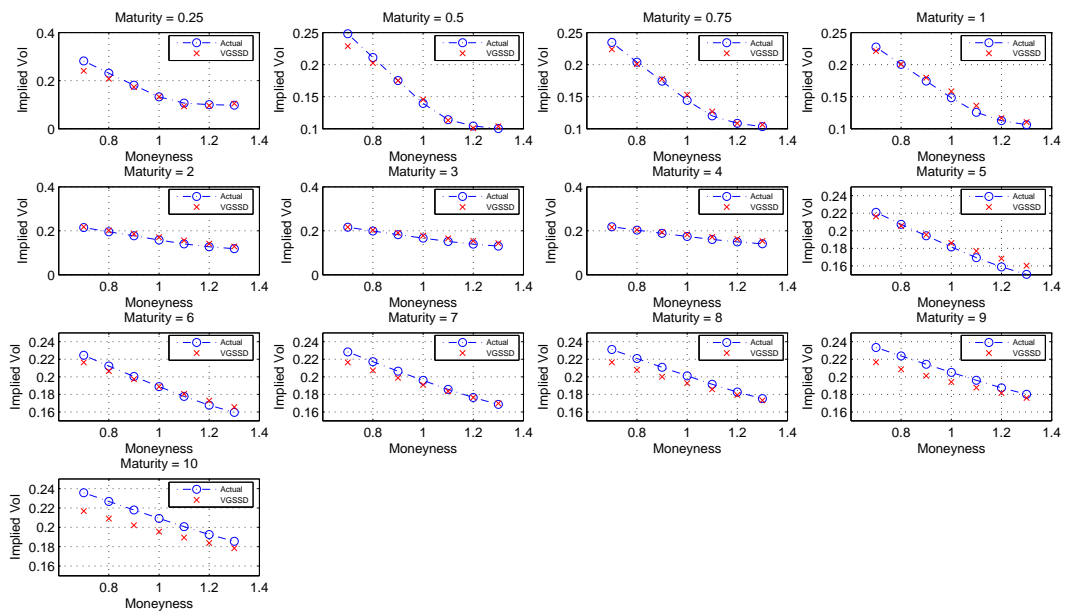 Maturity = 0.25
Implied Vol
0.4
0.2
0
Actual
VGSSD
0.8 1 1.2 1.4
Moneyness
Maturity = 0.5
Implied Vol
0.25
0.2
0.15
0.1
Actual
VGSSD
0.8 1 1.2 1.4
Moneyness
Maturity = 0.75
Implied Vol
0.25
0.2
0.15
0.1
Actual
VGSSD
0.8 1 1.2 1.4
Moneyness
Maturity = 1
Implied Vol
0.25
0.2
0.15
0.1
Actual
VGSSD
0.8 1 1.2 1.4
Moneyness
Maturity = 2
Implied Vol
0.4
0.2
0
Actual
VGSSD
0.8 1 1.2 1.4
Moneyness
Maturity = 3
Implied Vol
0.4
0.2
0
Actual
VGSSD
0.8 1 1.2 1.4
Moneyness
Maturity = 4
Implied Vol
0.4
0.2
0
Actual
VGSSD
0.8 1 1.2 1.4
Moneyness
Maturity = 5
Implied Vol
0.22
0.2
0.18
0.16
Actual
VGSSD
0.8 1 1.2 1.4
Moneyness
Maturity = 6
Implied Vol
0.24
0.22
0.2
0.18
0.16
Actual
VGSSD
0.8 1 1.2 1.4
Moneyness
Maturity = 7
Implied Vol
0.24
0.22
0.2
0.18
0.16
Actual
VGSSD
0.8 1 1.2 1.4
Moneyness
Maturity = 8
Implied Vol
0.24
0.22
0.2
0.18
0.16
Actual
VGSSD
0.8 1 1.2 1.4
Moneyness
Maturity = 9
Implied Vol
0.24
0.22
0.2
0.18
0.16
Actual
VGSSD
0.8 1 1.2 1.4
Moneyness
Maturity = 10
Implied Vol
0.24
0.22
0.2
0.18
0.16
Actual
VGSSD
0.8 1 1.2 1.4
Moneyness